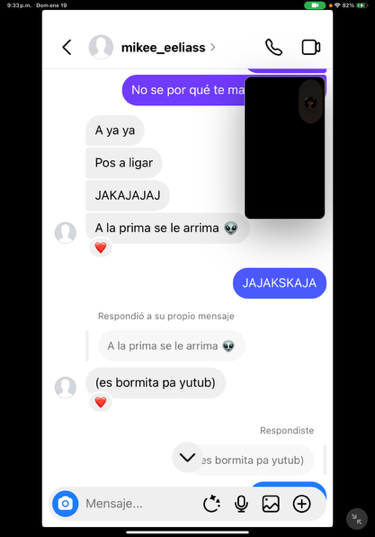 9:33 p.m. Dom ene 19
82%
mikee_eeliass
No se por qué te ma
A ya ya
Pos a ligar
JAKAJAJAJ
A la prima se le arrima 👽
❤️
JAJAKSKAJA
Respondió a su propio mensaje
A la prima se le arrima 👽
(es bormita pa yutub)
❤️
Respondiste
es bormita pa yutub)
Mensaje...